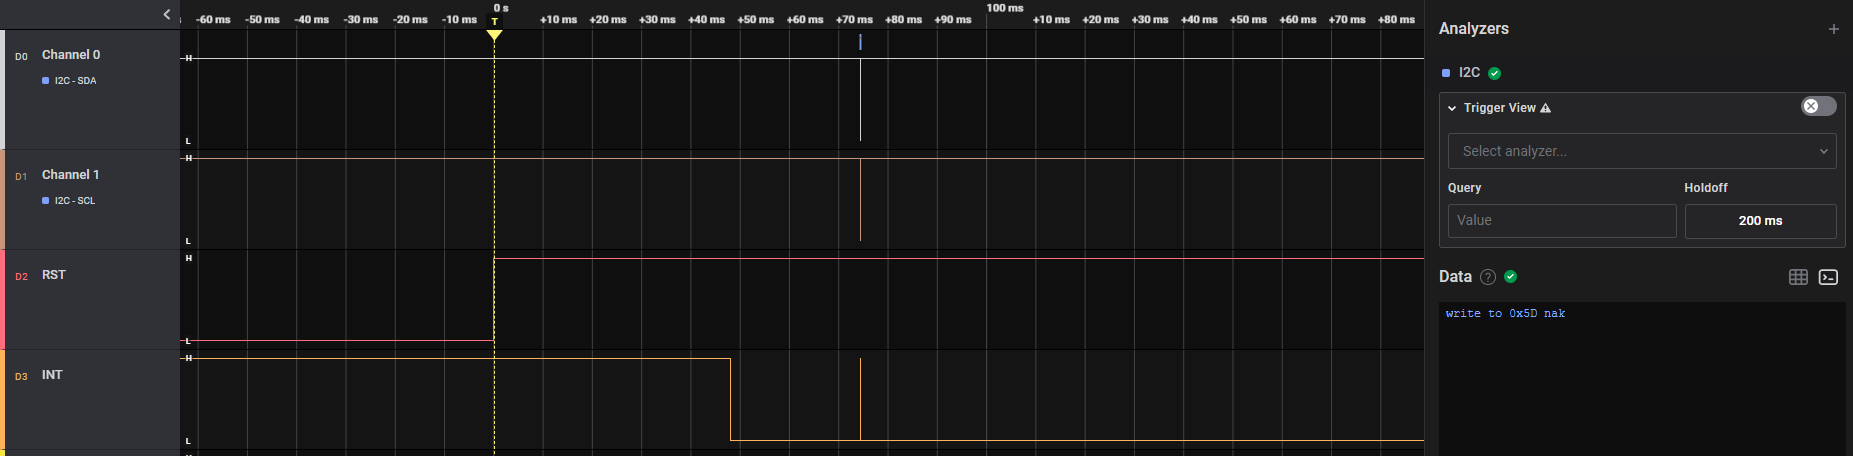 0 s
100 ms
-60 ms -50 ms -40 ms -30 ms -20 ms -10 ms T +10 ms +20 ms +30 ms +40 ms +50 ms +60 ms +70 ms +80 ms +90 ms +10 ms +20 ms +30 ms +40 ms +50 ms +60 ms +70 ms +80 ms
D0 Channel 0
I2C - SDA
H
L
D1 Channel 1
I2C - SCL
H
L
D2 RST
H
L
D3 INT
H
L
Analyzers
I2C
Trigger View
Select analyzer...
Query Holdoff
Value 200 ms
Data ?
write to 0x5D nak